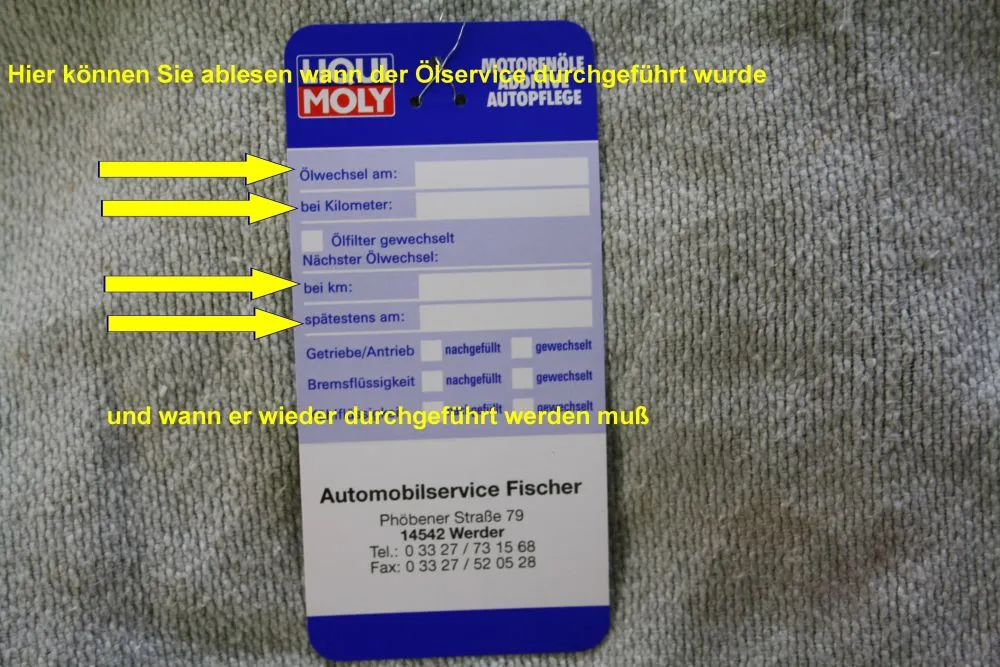 Hier können Sie ablesen wann der Ölservice durchgeführt wurde
LIQUI
MOLY
MOTORENÖLE
ADDITIVE
AUTOPFLEGE
Ölwechsel am:
bei Kilometer:
Ölfilter gewechselt
Nächster Ölwechsel:
bei km:
spätestens am:
Getriebe/Antrieb nachgefüllt gewechselt
Bremsflüssigkeit nachgefüllt gewechselt
nachgefüllt gewechselt
und wann er wieder durchgeführt werden muß
Automobilservice Fischer
Phöbener Straße 79
14542 Werder
Tel.: 0 33 27 / 73 15 68
Fax: 0 33 27 / 52 05 28